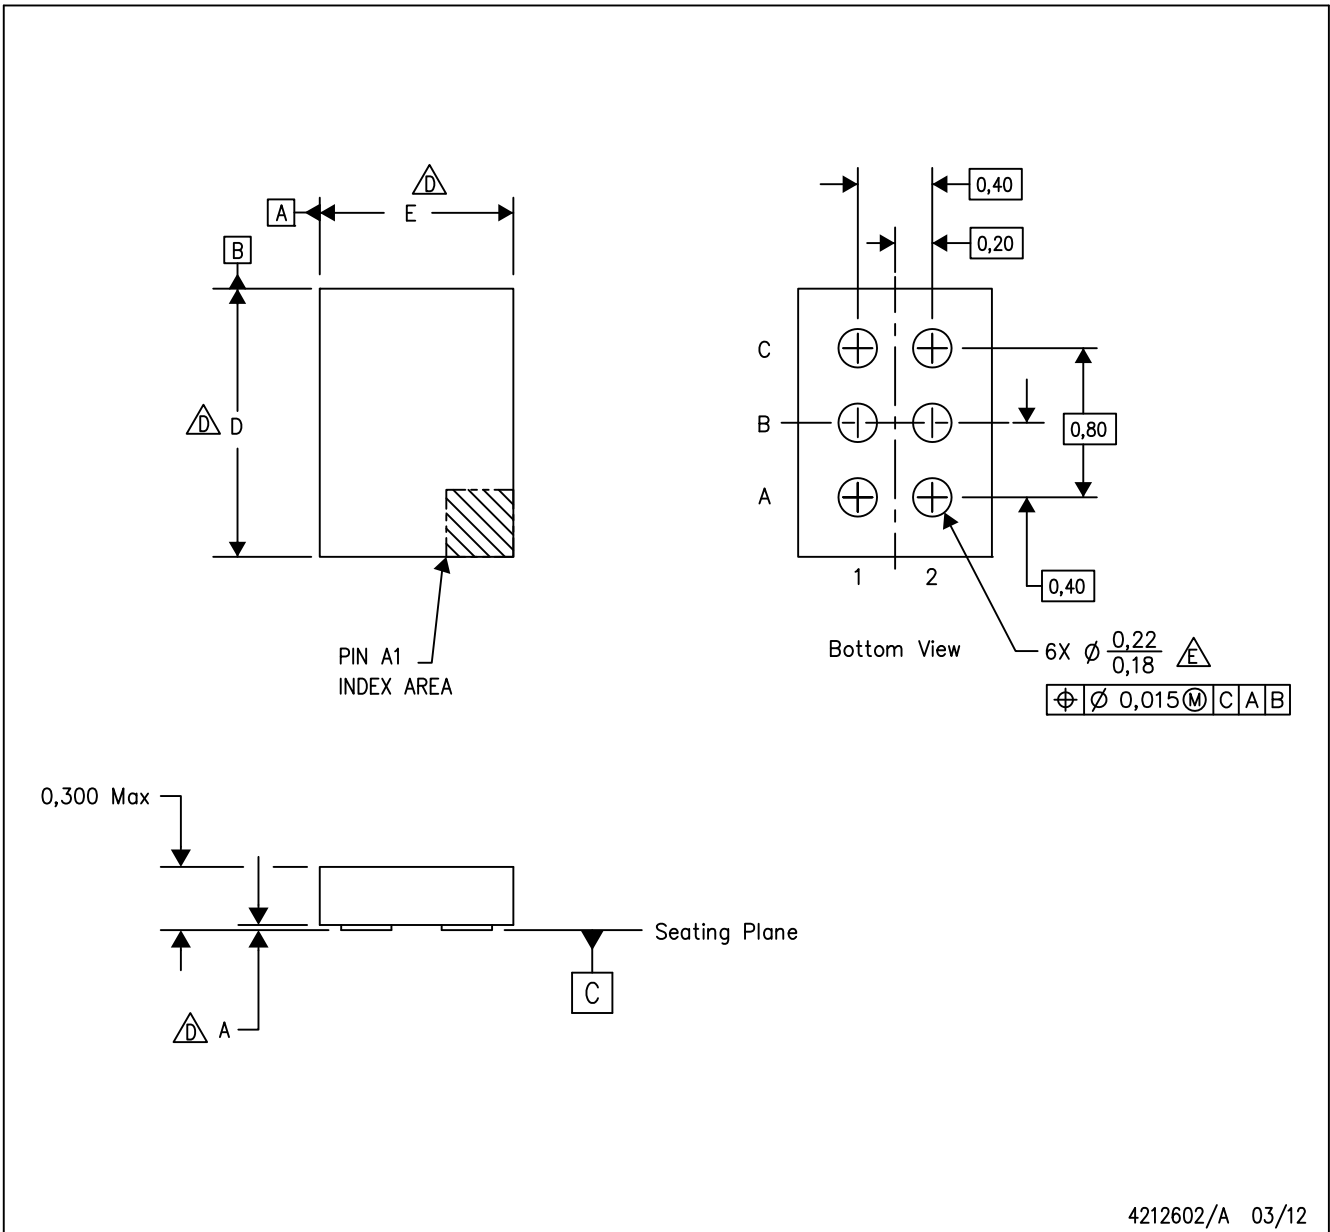 D
A
E
B
D
D
PIN A1
INDEX AREA
0,40
0,20
C
B
A
0,80
0,40
1
2
Bottom View
6X Ø 0,22
0,18
E
⌖ Ø 0,015Ⓜ C A B
0,300 Max
Seating Plane
C
D
A
4212602/A 03/12